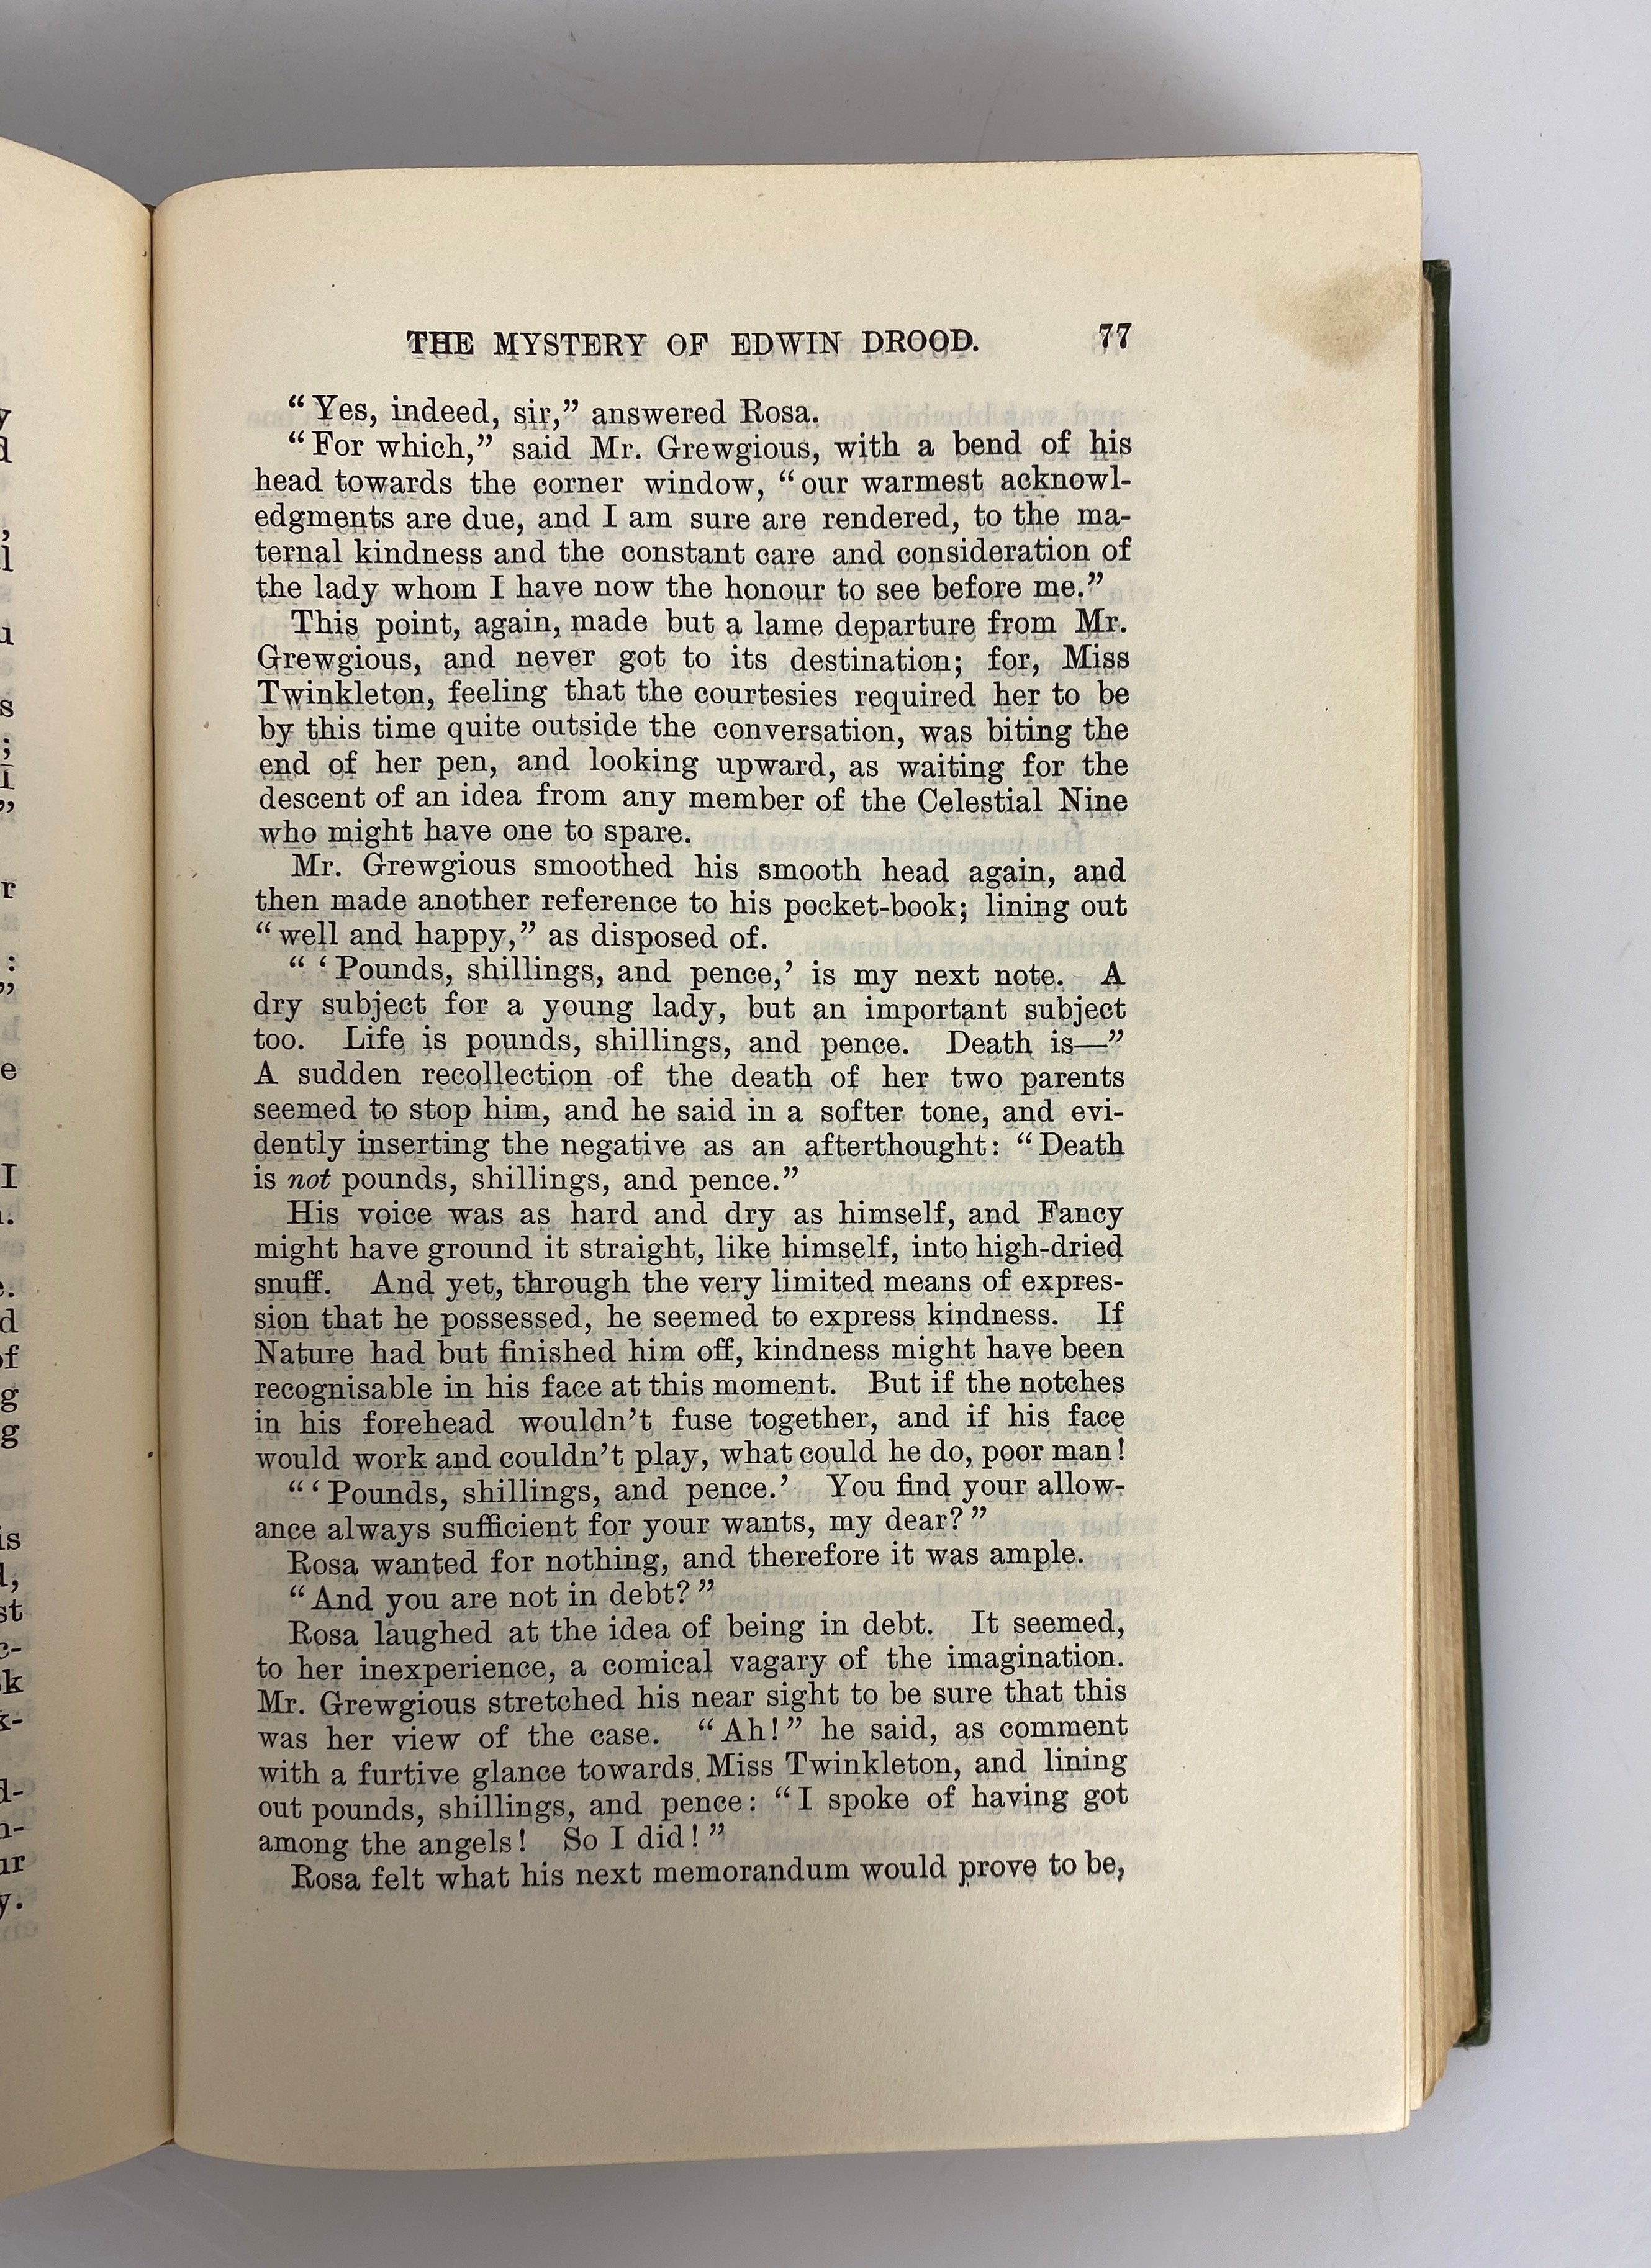 THE MYSTERY OF EDWIN DROOD. 77
“Yes, indeed, sir,” answered Rosa.
“For which,” said Mr. Grewgious, with a bend of his
head towards the corner window, “our warmest acknowl-
edgments are due, and I am sure are rendered, to the ma-
ternal kindness and the constant care and consideration of
the lady whom I have now the honour to see before me.”
This point, again, made but a lame departure from Mr.
Grewgious, and never got to its destination; for, Miss
Twinkleton, feeling that the courtesies required her to be
by this time quite outside the conversation, was biting the
end of her pen, and looking upward, as waiting for the
descent of an idea from any member of the Celestial Nine
who might have one to spare.
Mr. Grewgious smoothed his smooth head again, and
then made another reference to his pocket-book; lining out
“well and happy,” as disposed of.
“‘Pounds, shillings, and pence,’ is my next note. A
dry subject for a young lady, but an important subject
too. Life is pounds, shillings, and pence. Death is—”
A sudden recollection of the death of her two parents
seemed to stop him, and he said in a softer tone, and evi-
dently inserting the negative as an afterthought: “Death
is not pounds, shillings, and pence.”
His voice was as hard and dry as himself, and Fancy
might have ground it straight, like himself, into high-dried
snuff. And yet, through the very limited means of expres-
sion that he possessed, he seemed to express kindness. If
Nature had but finished him off, kindness might have been
recognisable in his face at this moment. But if the notches
in his forehead wouldn’t fuse together, and if his face
would work and couldn’t play, what could he do, poor man!
“‘Pounds, shillings, and pence.’ You find your allow-
ance always sufficient for your wants, my dear?”
Rosa wanted for nothing, and therefore it was ample.
“And you are not in debt?”
Rosa laughed at the idea of being in debt. It seemed,
to her inexperience, a comical vagary of the imagination.
Mr. Grewgious stretched his near sight to be sure that this
was her view of the case. “Ah!” he said, as comment
with a furtive glance towards Miss Twinkleton, and lining
out pounds, shillings, and pence: “I spoke of having got
among the angels! So I did!”
Rosa felt what his next memorandum would prove to be,